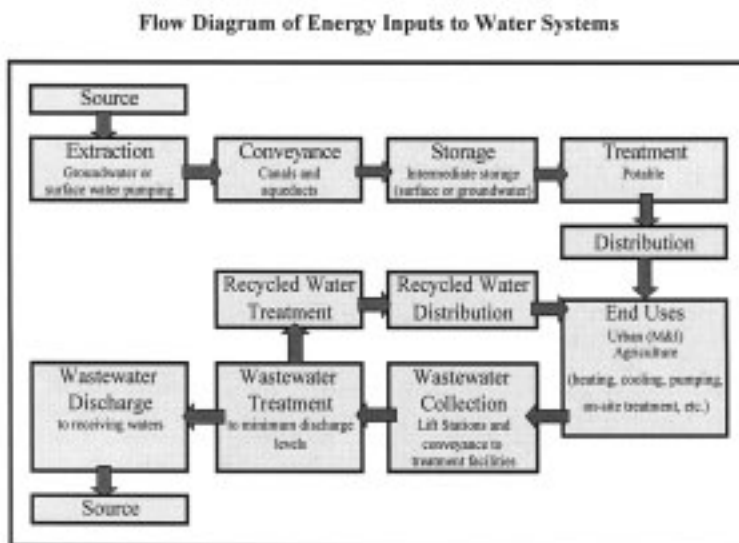 Flow Diagram of Energy Inputs to Water Systems
Source
Extraction
Groundwater or
surface water pumping
Conveyance
Canals and
aqueducts
Storage
Intermediate storage
(surface or groundwater)
Treatment
Potable
Distribution
Recycled Water
Treatment
Recycled Water
Distribution
End Uses
Urban (M&I)
Agriculture
(heating, cooling, pumping,
on-site treatment, etc.)
Wastewater
Discharge
to receiving waters
Wastewater
Treatment
to minimum discharge
levels
Wastewater
Collection
Lift Stations and
conveyance to
treatment facilities
Source